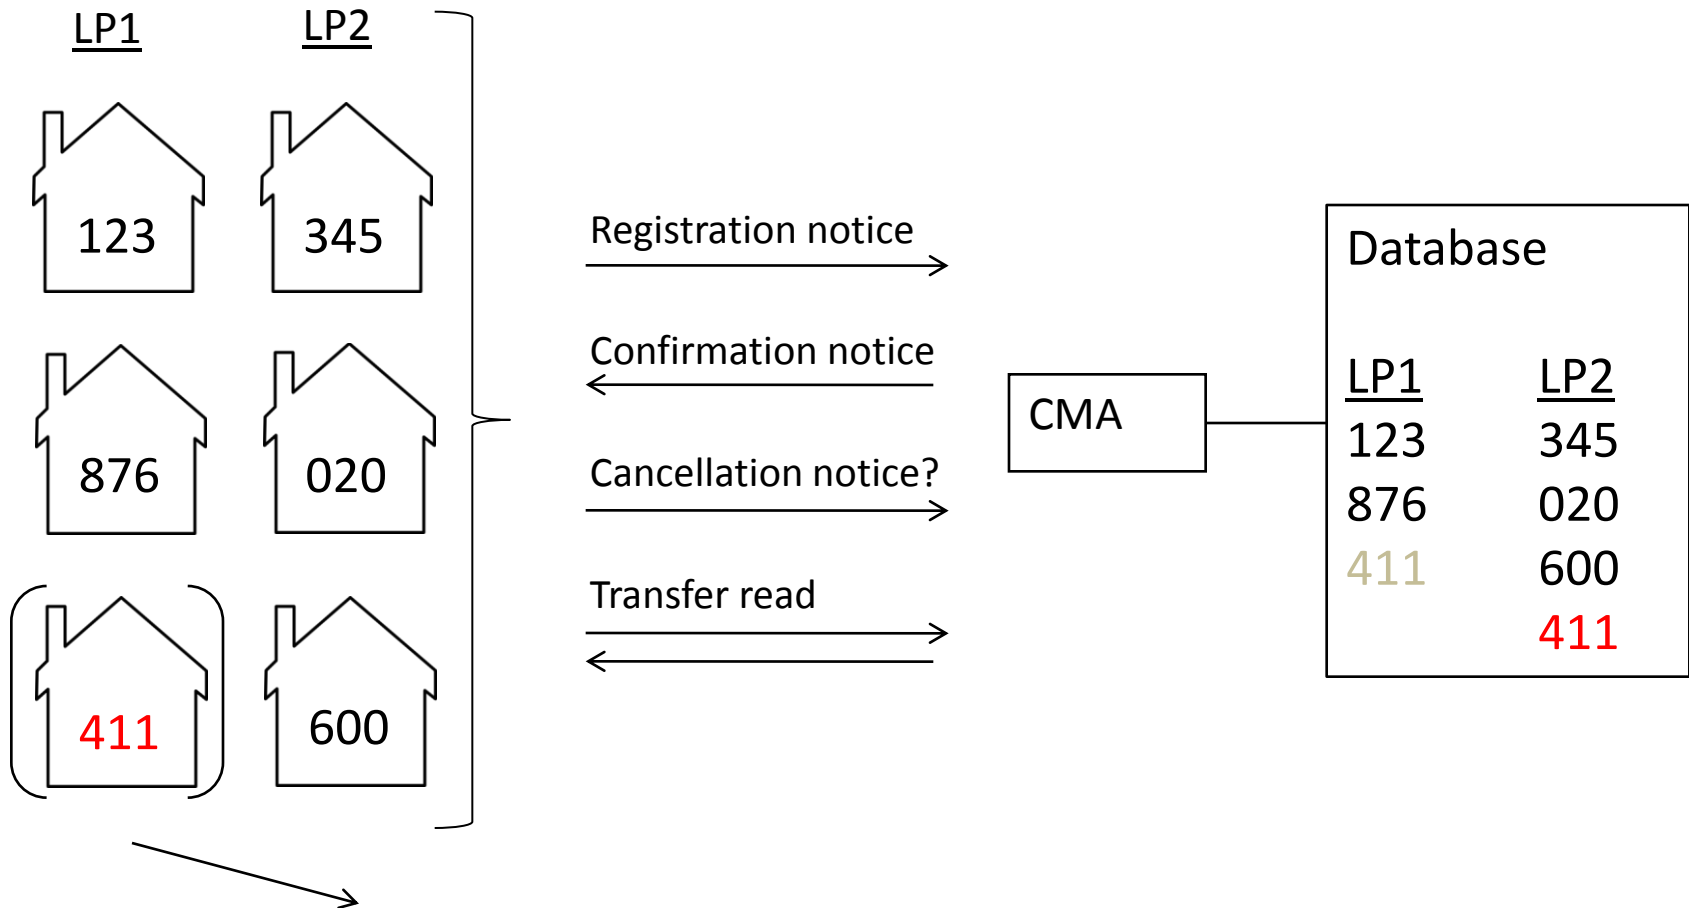 LP1
LP2
123
345
876
020
411
600
Registration notice
Confirmation notice
Cancellation notice?
Transfer read
CMA
Database
LP1 LP2
123 345
876 020
411 600
411